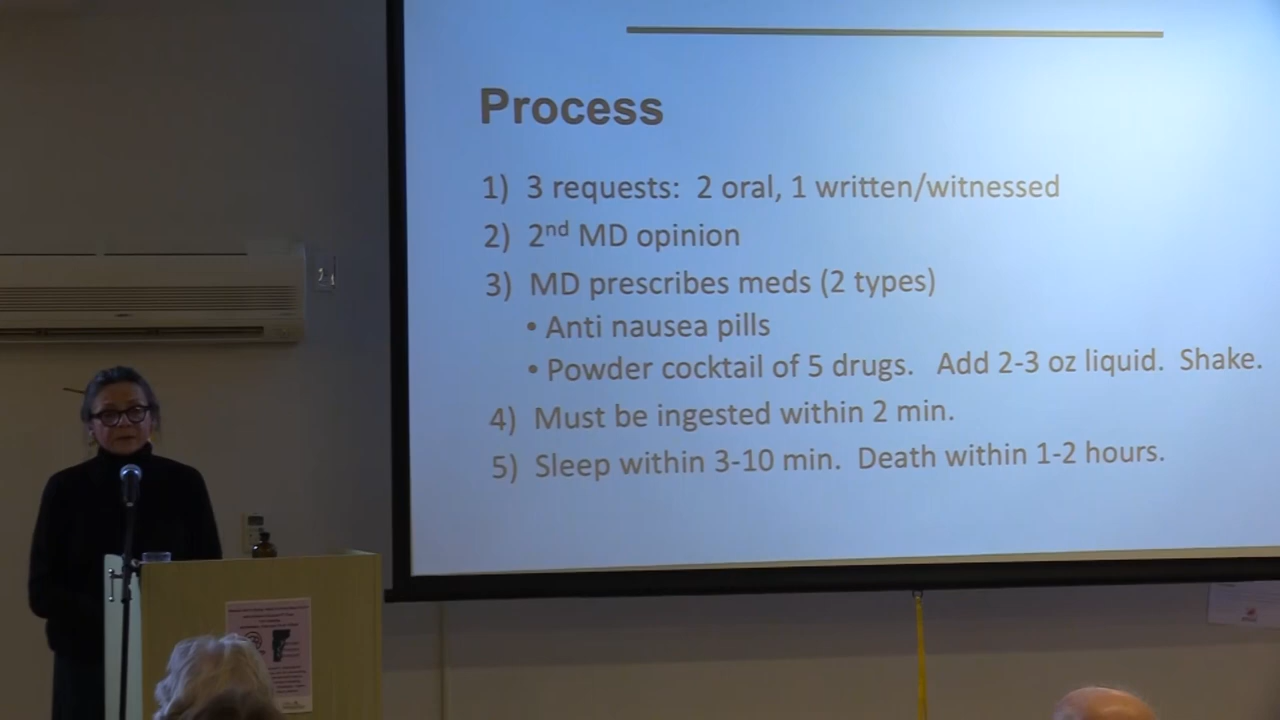 Process
1) 3 requests: 2 oral, 1 written/witnessed
2) 2nd MD opinion
3) MD prescribes meds (2 types)
• Anti nausea pills
• Powder cocktail of 5 drugs. Add 2-3 oz liquid. Shake.
4) Must be ingested within 2 min.
5) Sleep within 3-10 min. Death within 1-2 hours.